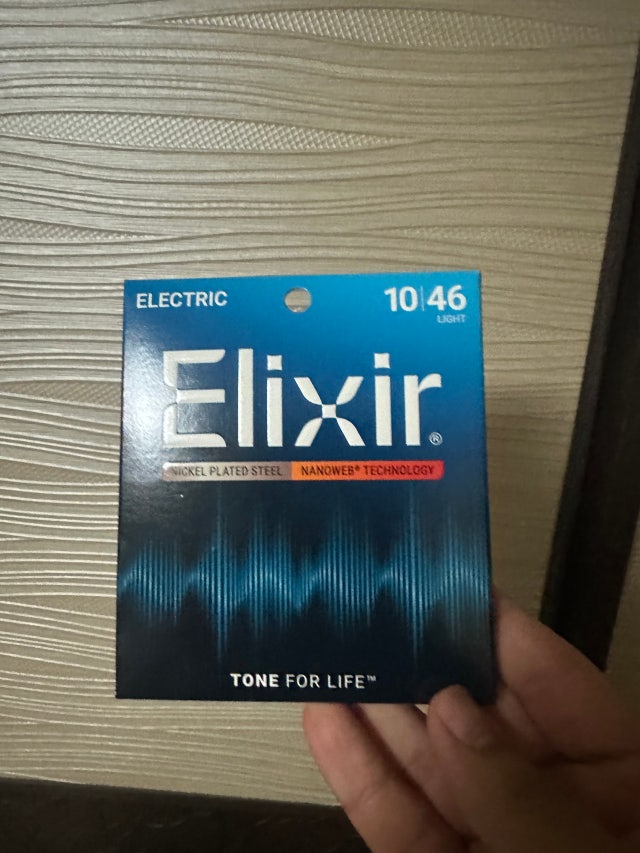 ELECTRIC
10|46
LIGHT
Elixir®
NICKEL PLATED STEEL NANOWEB® TECHNOLOGY
TONE FOR LIFE™